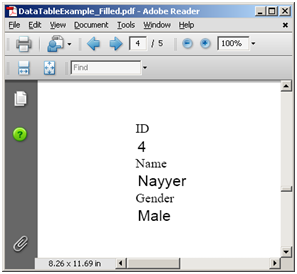 DataTableExample_Filled.pdf - Adobe Reader
File Edit View Document Tools Window Help
4 / 5 100%
Find
ID
4
Name
Nayyer
Gender
Male
8.26 x 11.69 in